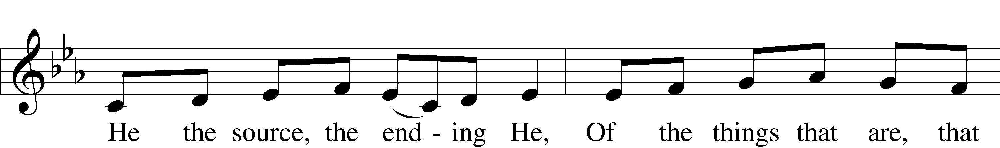 He the source, the end - ing He, Of the things that are, that